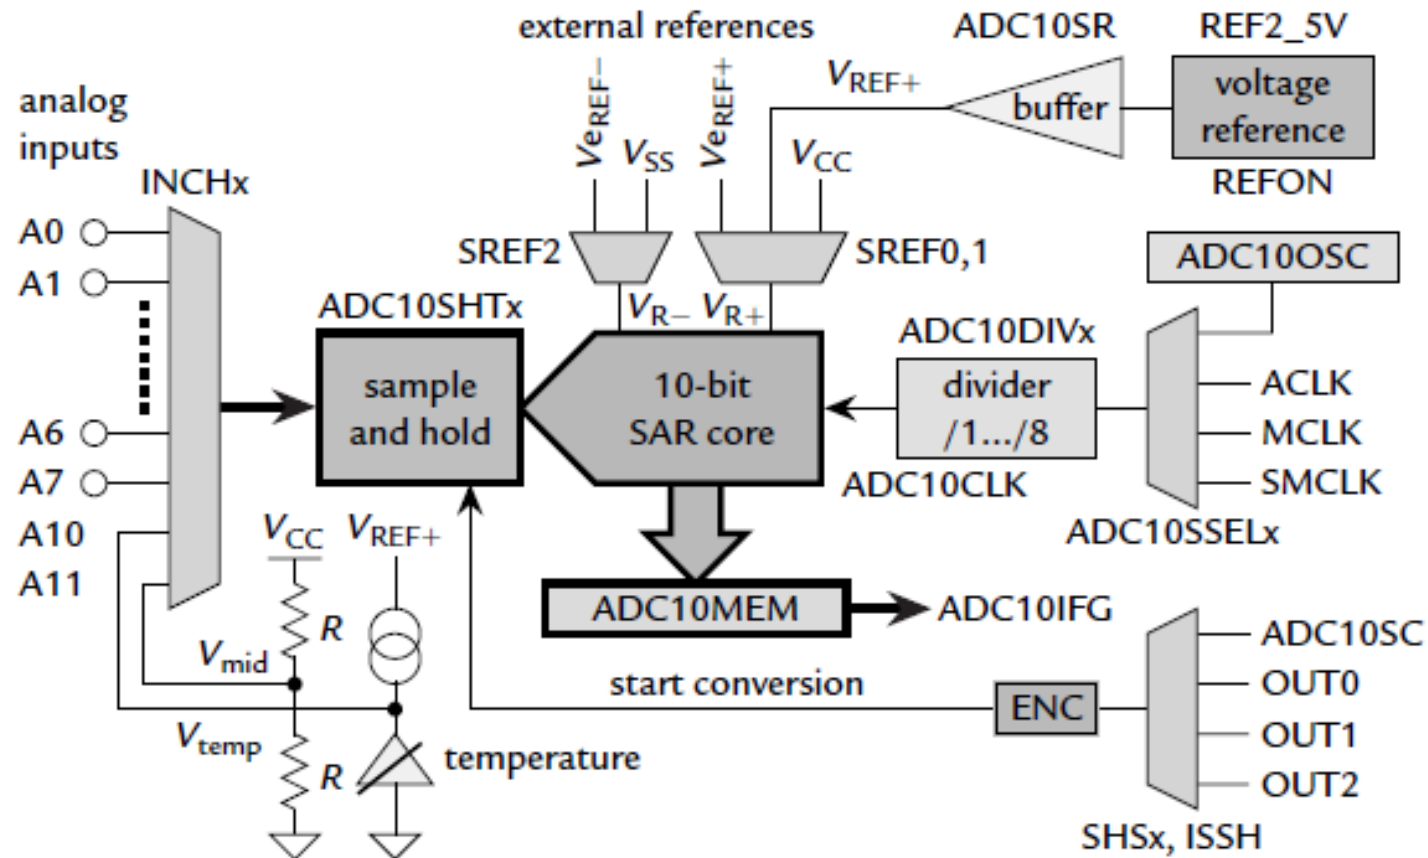 external references
ADC10SR
REF2_5V
analog
inputs
VeREF−
VSS
VeREF+
VCC
VREF+
buffer
voltage
reference
REFON
INCHx
A0
A1
A6
A7
A10
A11
SREF2
SREF0,1
VR−
VR+
ADC10OSC
ADC10SHTx
sample
and hold
10-bit
SAR core
ADC10DIVx
divider
/1.../8
ADC10CLK
ACLK
MCLK
SMCLK
ADC10SSELx
VCC
VREF+
R
Vmid
Vtemp
R
temperature
ADC10MEM
ADC10IFG
start conversion
ENC
ADC10SC
OUT0
OUT1
OUT2
SHSx, ISSH